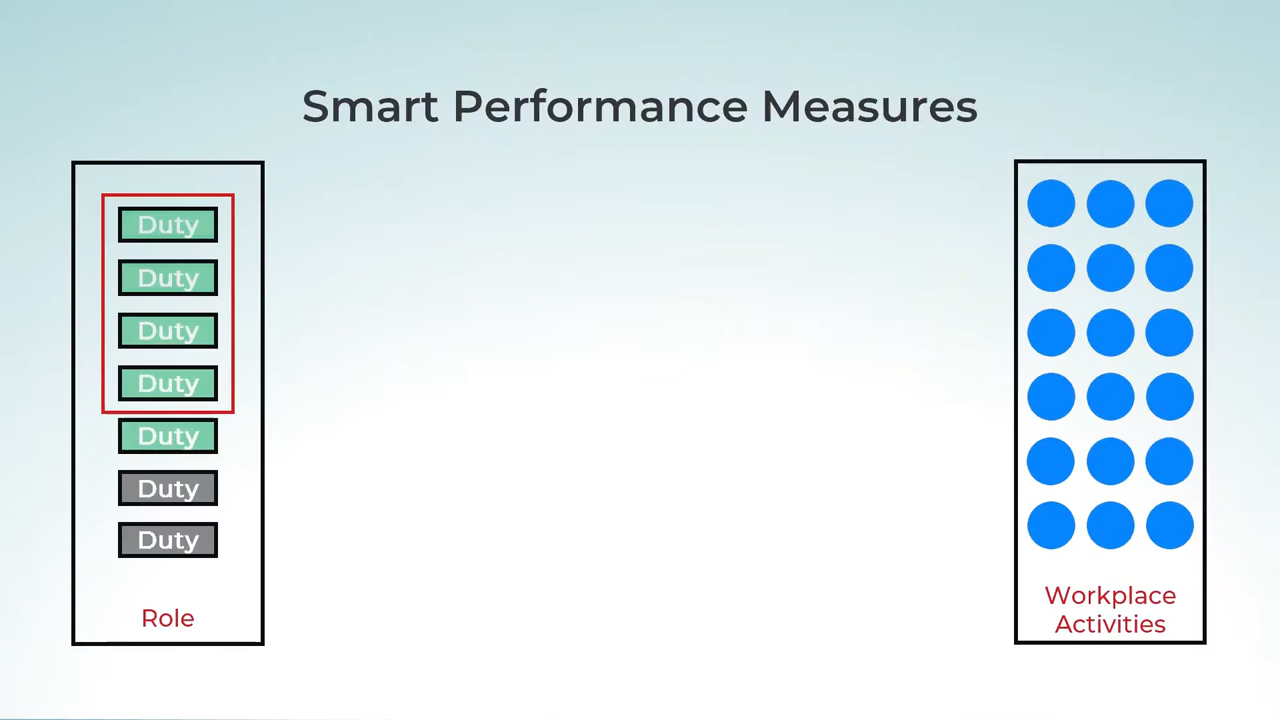 Smart Performance Measures
Duty
Duty
Duty
Duty
Duty
Duty
Duty
Role
Workplace
Activities